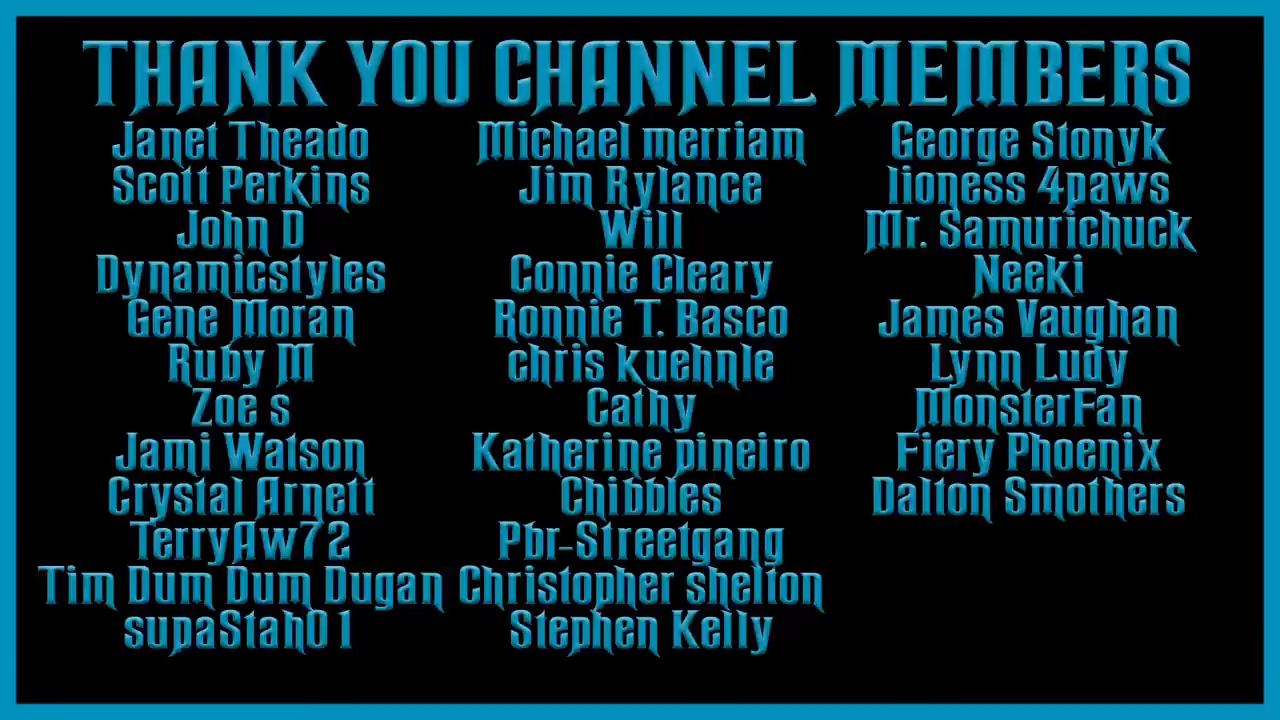 THANK YOU CHANNEL MEMBERS
Janet Theado
Scott Perkins
John D
Dynamicstyles
Gene Moran
Ruby M
Zoe s
Jami Watson
Crystal Arnett
TerryAw72
Tim Dum Dum Dugan
supaStah01
Michael merriam
Jim Rylance
Will
Connie Cleary
Ronnie T. Basco
chris kuehnle
Cathy
Katherine pineiro
Chibbles
Pbr-Streetgang
Christopher shelton
Stephen Kelly
George Stonyk
lioness 4paws
Mr. Samurichuck
Neeki
James Vaughan
Lynn Ludy
MonsterFan
Fiery Phoenix
Dalton Smothers